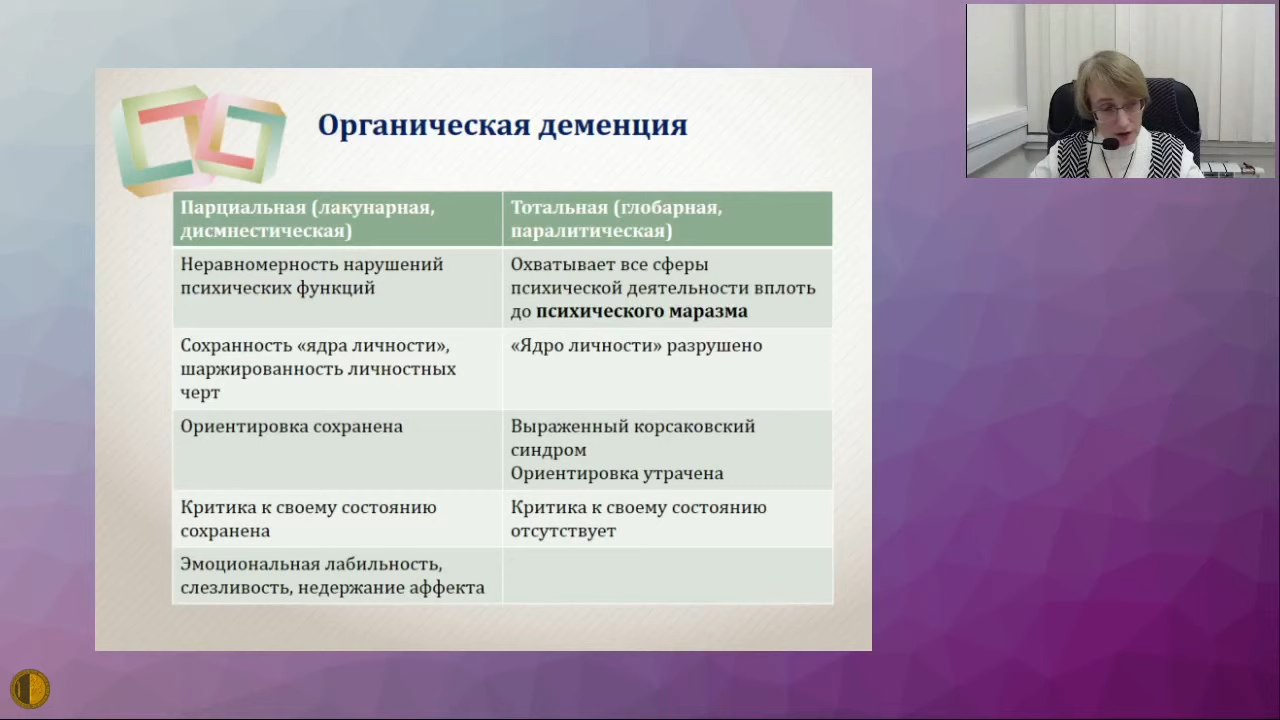 Органическая деменция
Парциальная (лакунарная,
дисмнестическая)
Тотальная (глобарная,
паралитическая)
Неравномерность нарушений
психических функций
Охватывает все сферы
психической деятельности вплоть
до психического маразма
Сохранность «ядра личности»,
шаржированность личностных
черт
«Ядро личности» разрушено
Ориентировка сохранена
Выраженный корсаковский
синдром
Ориентировка утрачена
Критика к своему состоянию
сохранена
Критика к своему состоянию
отсутствует
Эмоциональная лабильность,
слезливость, недержание аффекта